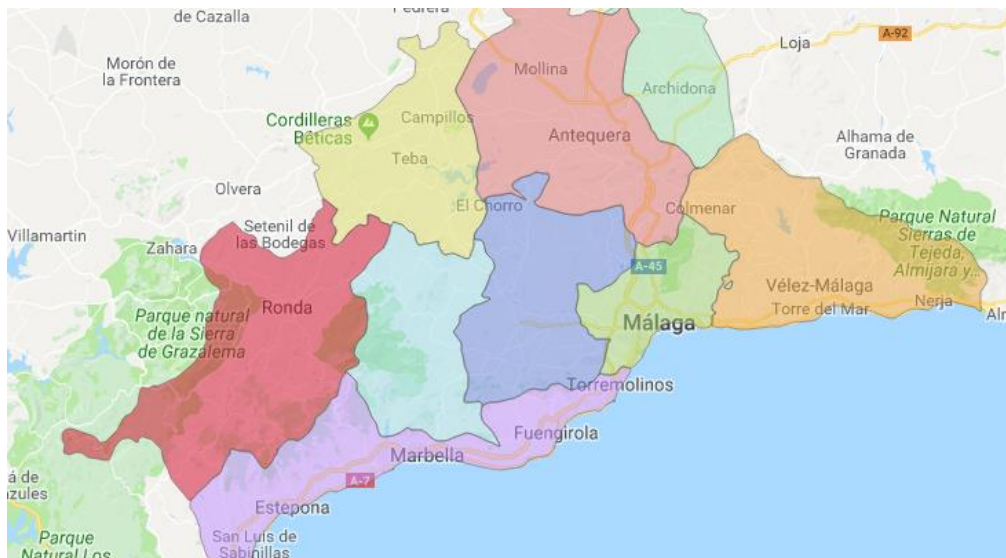 de Cazalla
Pedrera
Morón de
la Frontera
Mollina
A-92
Loja
Archidona
Cordilleras
Béticas
Campillos
Antequera
Alhama de
Granada
Teba
Olvera
El Chorro
Colmenar
Villamartin
Setenil de
las Bodegas
Zahara
Parque Natural
Sierras de
Tejeda,
Almijara y...
A-45
Ronda
Vélez-Málaga
Parque natural
de la Sierra
de Grazalema
Málaga
Torre del Mar
Nerja
Torremolinos
Fuengirola
Marbella
A-7
Estepona
San Luis de
Sabinillas
Parque
Natural Los